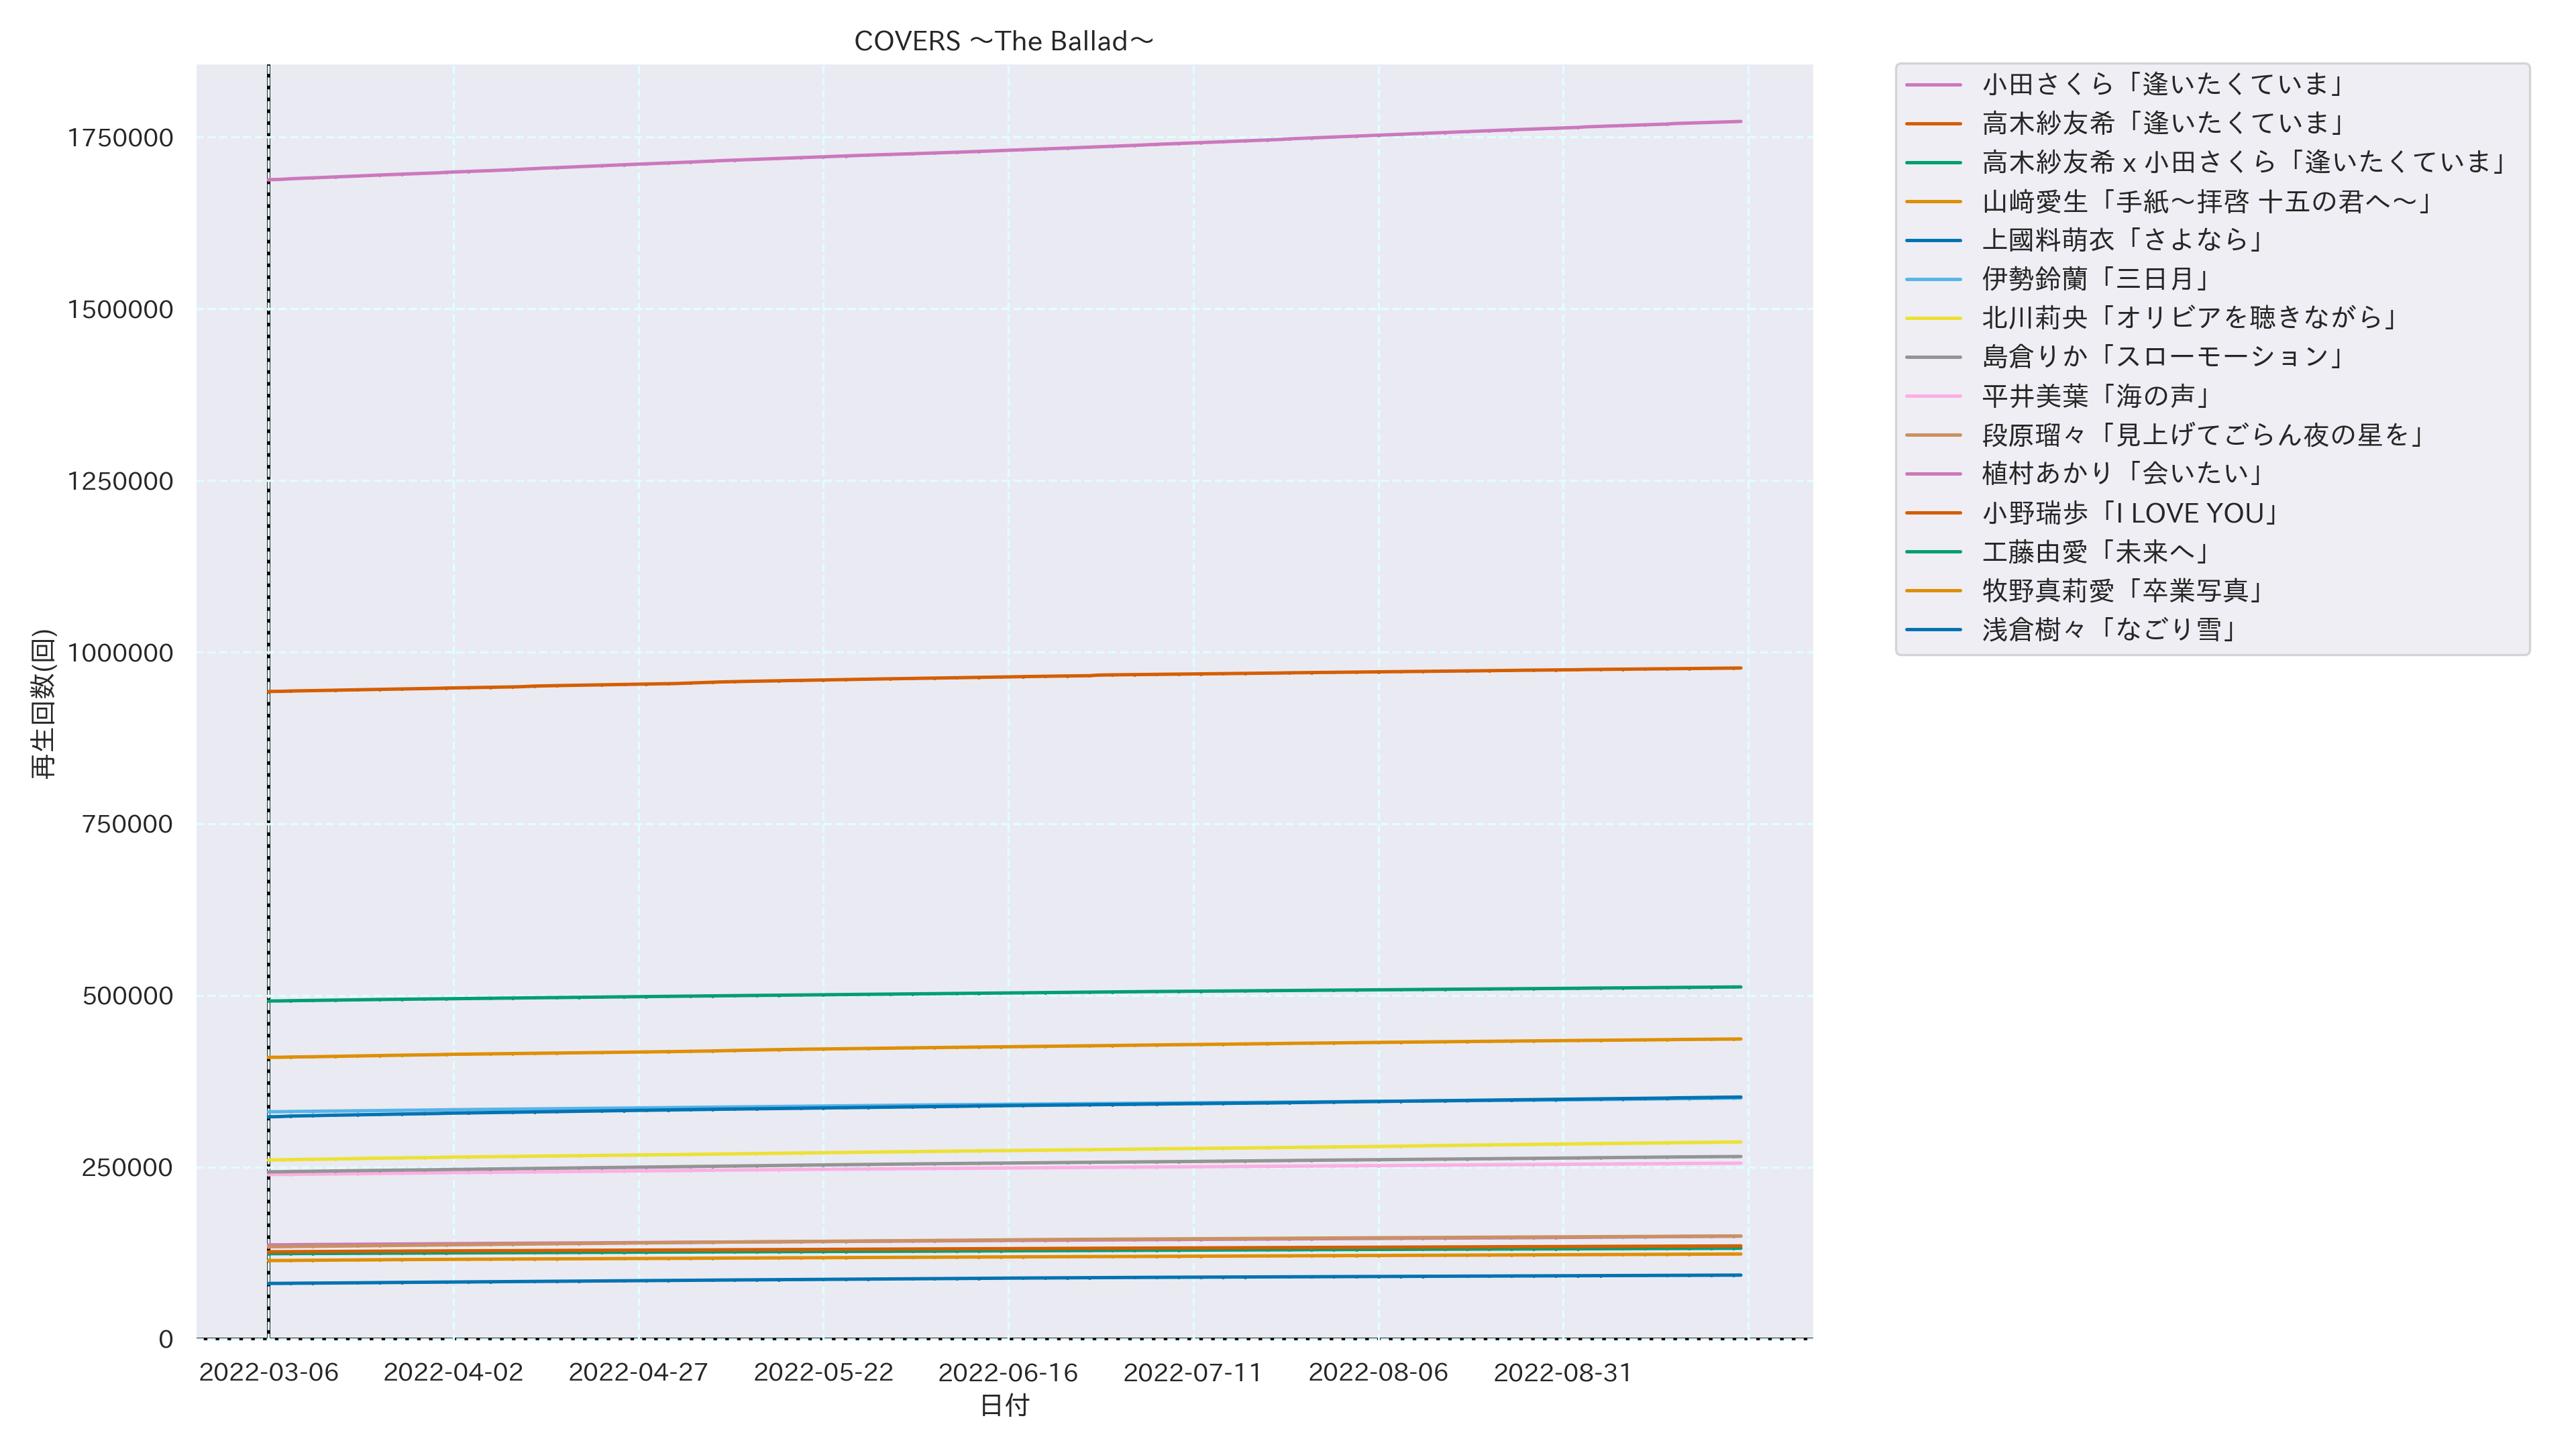 COVERS ～The Ballad～
再生回数(回)
1750000
1500000
1250000
1000000
750000
500000
250000
0
2022-03-06
2022-04-02
2022-04-27
2022-05-22
2022-06-16
2022-07-11
2022-08-06
2022-08-31
日付
小田さくら「逢いたくていま」
高木紗友希「逢いたくていま」
高木紗友希 x 小田さくら「逢いたくていま」
山﨑愛生「手紙～拝啓 十五の君へ～」
上國料萌衣「さよなら」
伊勢鈴蘭「三日月」
北川莉央「オリビアを聴きながら」
島倉りか「スローモーション」
平井美葉「海の声」
段原瑠々「見上げてごらん夜の星を」
植村あかり「会いたい」
小野瑞歩「I LOVE YOU」
工藤由愛「未来へ」
牧野真莉愛「卒業写真」
浅倉樹々「なごり雪」